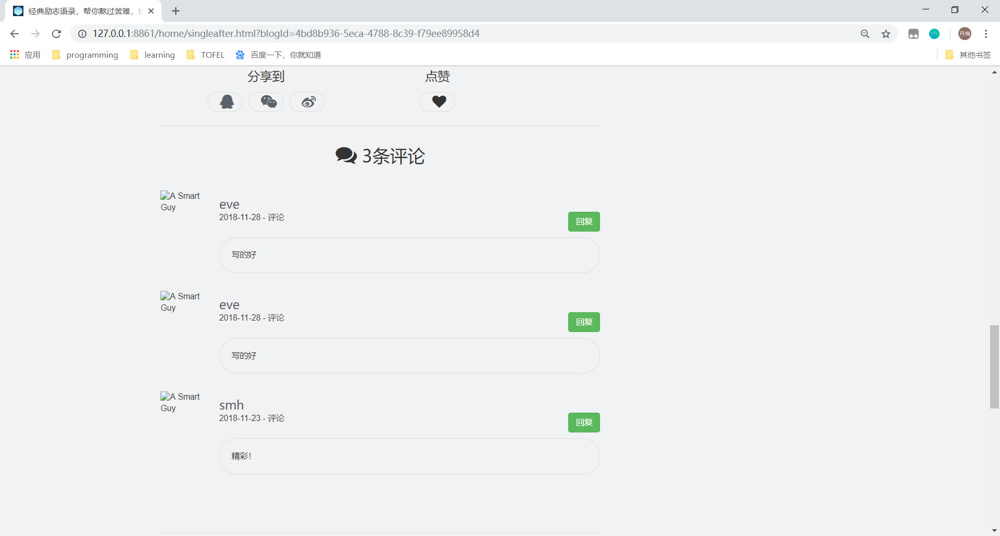 经典励志语录，帮你熬过苦难，
127.0.0.1:8861/home/singleafter.html?blogId=4bd8b936-5eca-4788-8c39-f79ee89958d4
丹梅
应用
programming
learning
TOFEL
百度一下，你就知道
其他书签
分享到
点赞
3条评论
A Smart Guy
eve
2018-11-28 - 评论
回复
写的好
A Smart Guy
eve
2018-11-28 - 评论
回复
写的好
A Smart Guy
smh
2018-11-23 - 评论
回复
精彩！